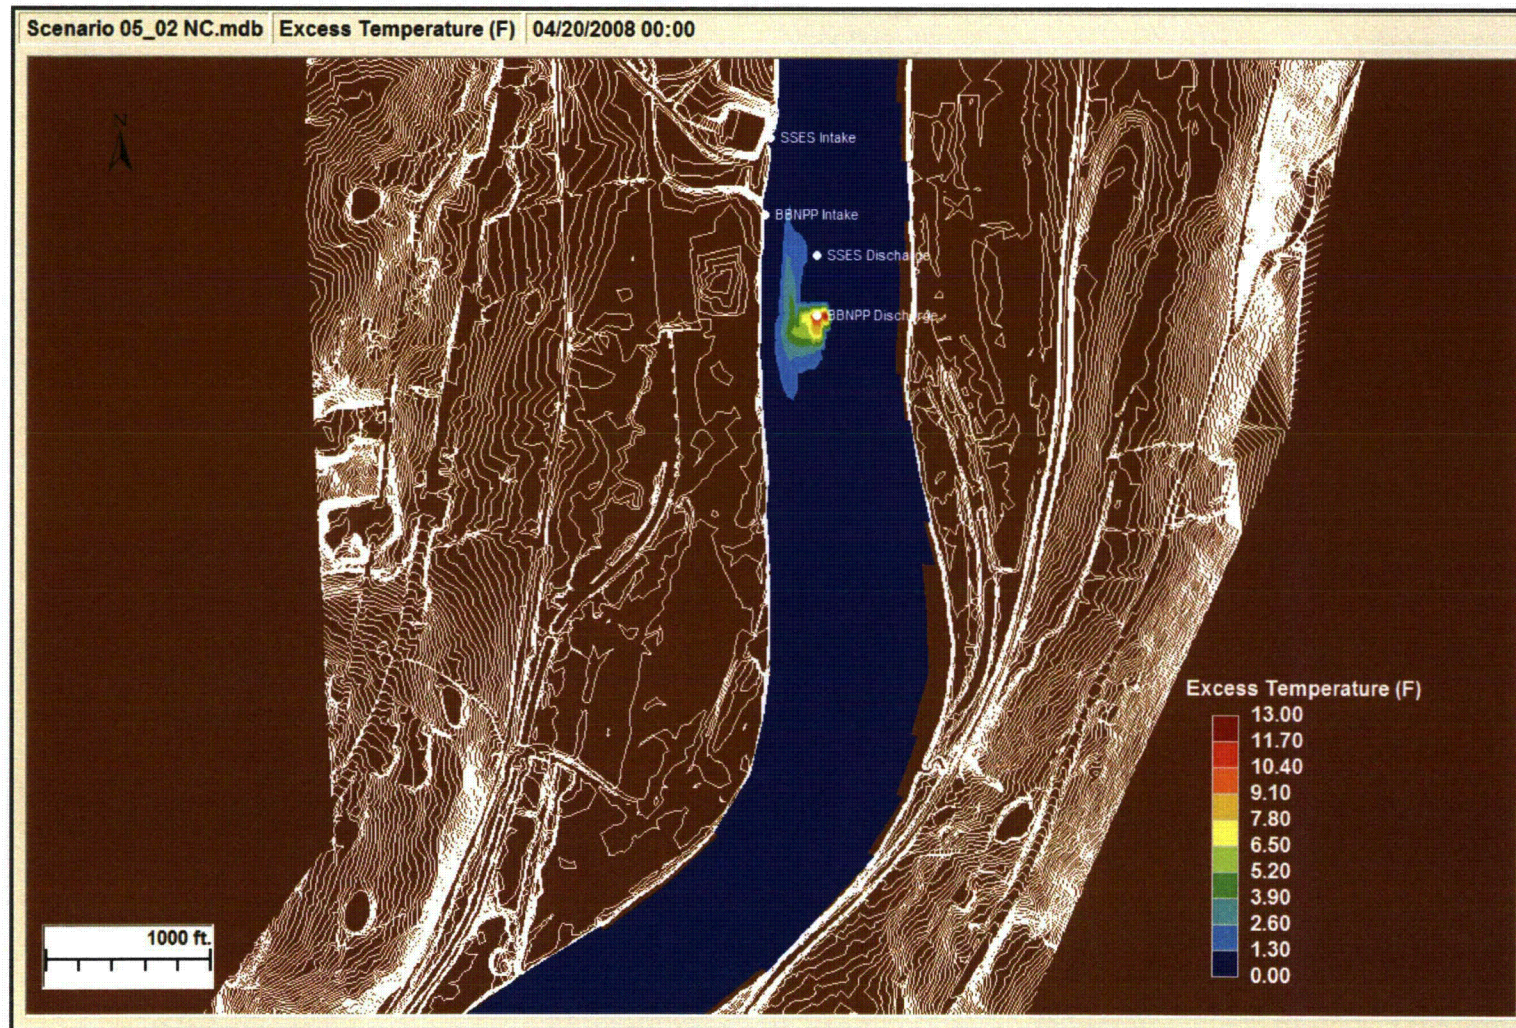 Scenario 05_02 NC.mdb Excess Temperature (F) 04/20/2008 00:00
N
SSES Intake
BBNPP Intake
SSES Discharge
BBNPP Discharge
Excess Temperature (F)
13.00
11.70
10.40
9.10
7.80
6.50
5.20
3.90
2.60
1.30
0.00
1000 ft.